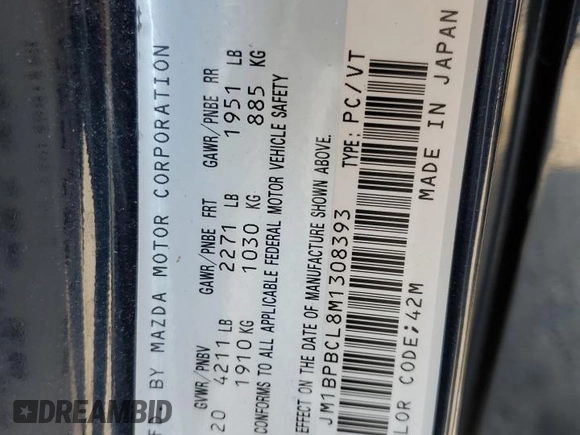 FD BY MAZDA MOTOR CORPORATION
GVWR/PNBV GAWR/PNBE FRT GAWR/PNBE RR
20 4211 LB 2271 LB 1951 LB
1910 KG 1030 KG 885 KG
CONFORMS TO ALL APPLICABLE FEDERAL MOTOR VEHICLE SAFETY
EFFECT ON THE DATE OF MANUFACTURE SHOWN ABOVE.
JM1BPBCL8M1308393 TYPE: PC/VT
LOR CODE;42M MADE IN JAPAN
DREAMBID